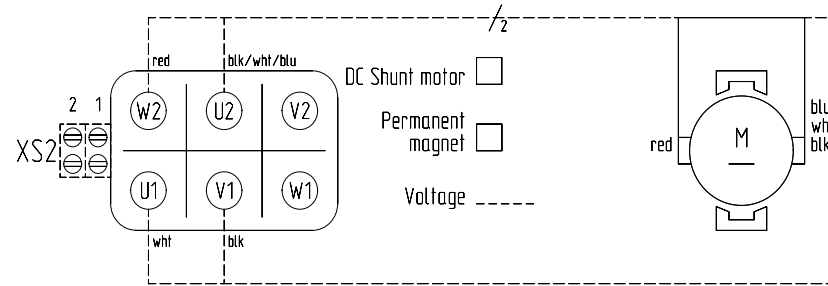 2
red
blk/wht/blu
DC Shunt motor
2 1
W2 U2 V2
Permanent
magnet
XS2
red
M
blu
wh
blk
U1 V1 W1
Voltage
wht
blk